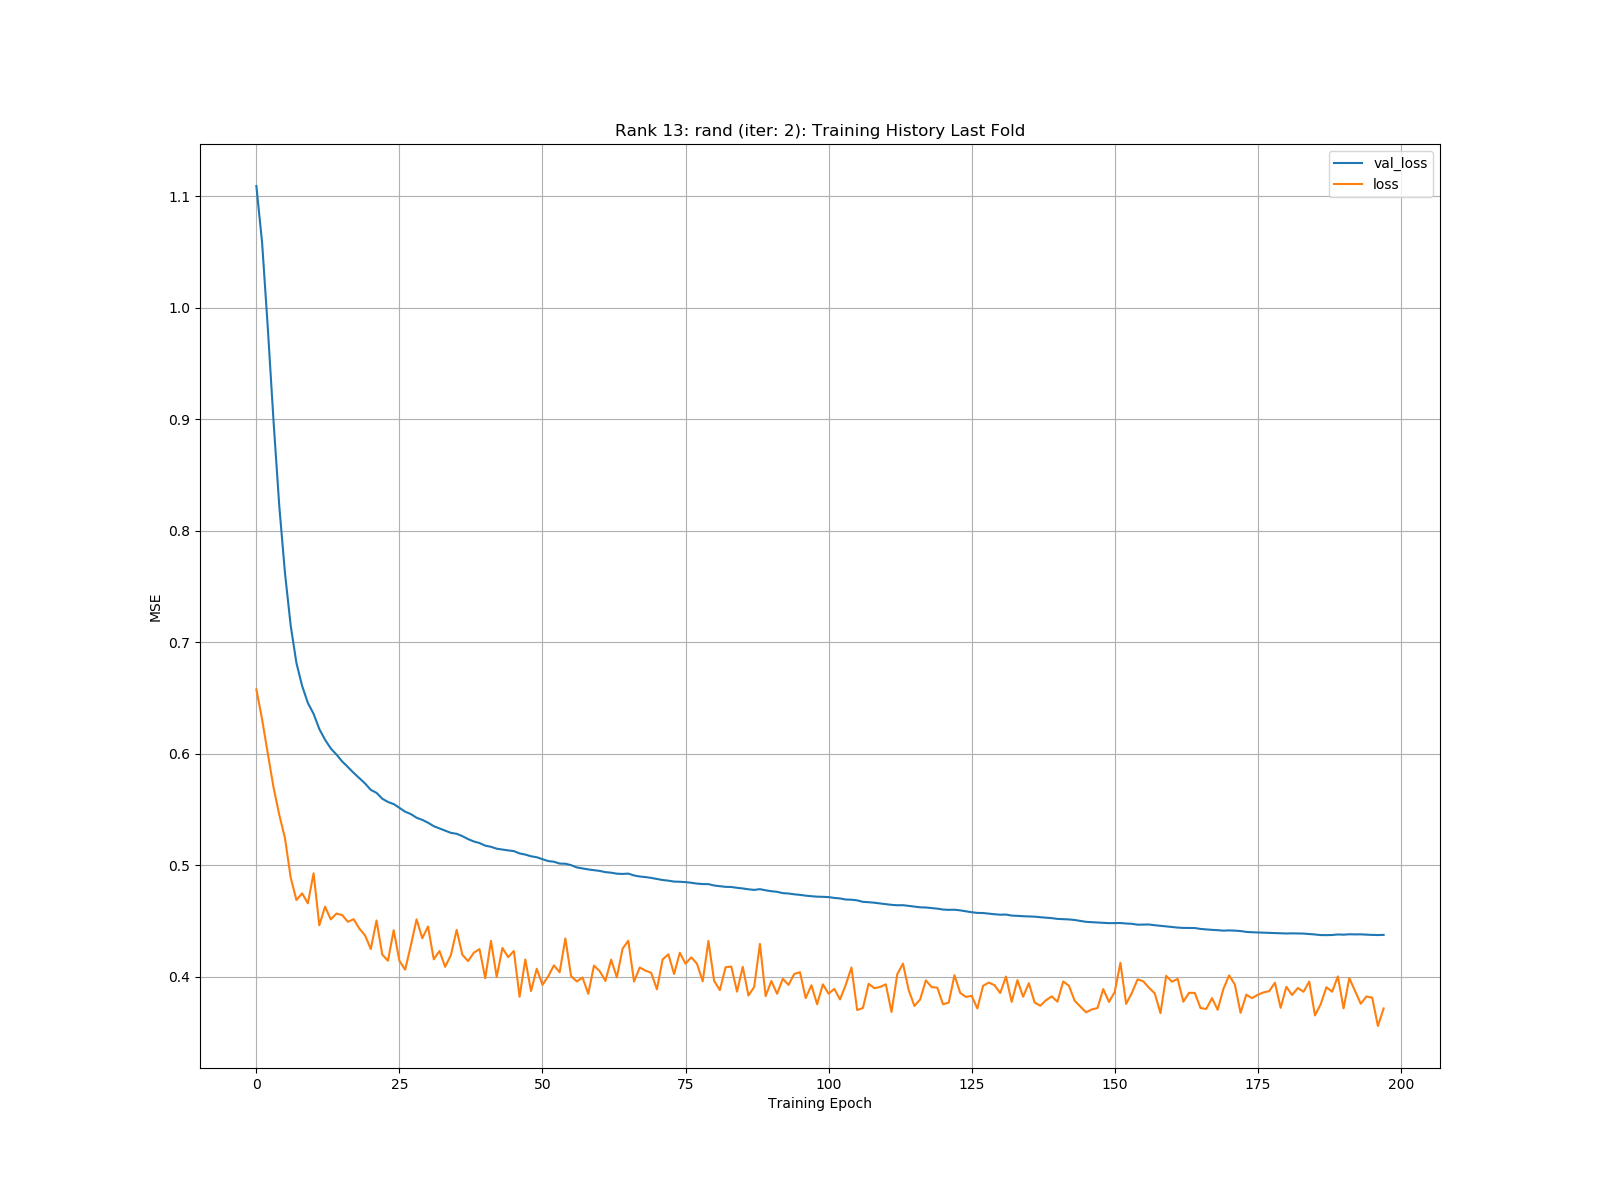 Rank 13: rand (iter: 2): Training History Last Fold
val_loss
loss
1.1
1.0
0.9
0.8
0.7
0.6
0.5
0.4
MSE
0 25 50 75 100 125 150 175 200
Training Epoch